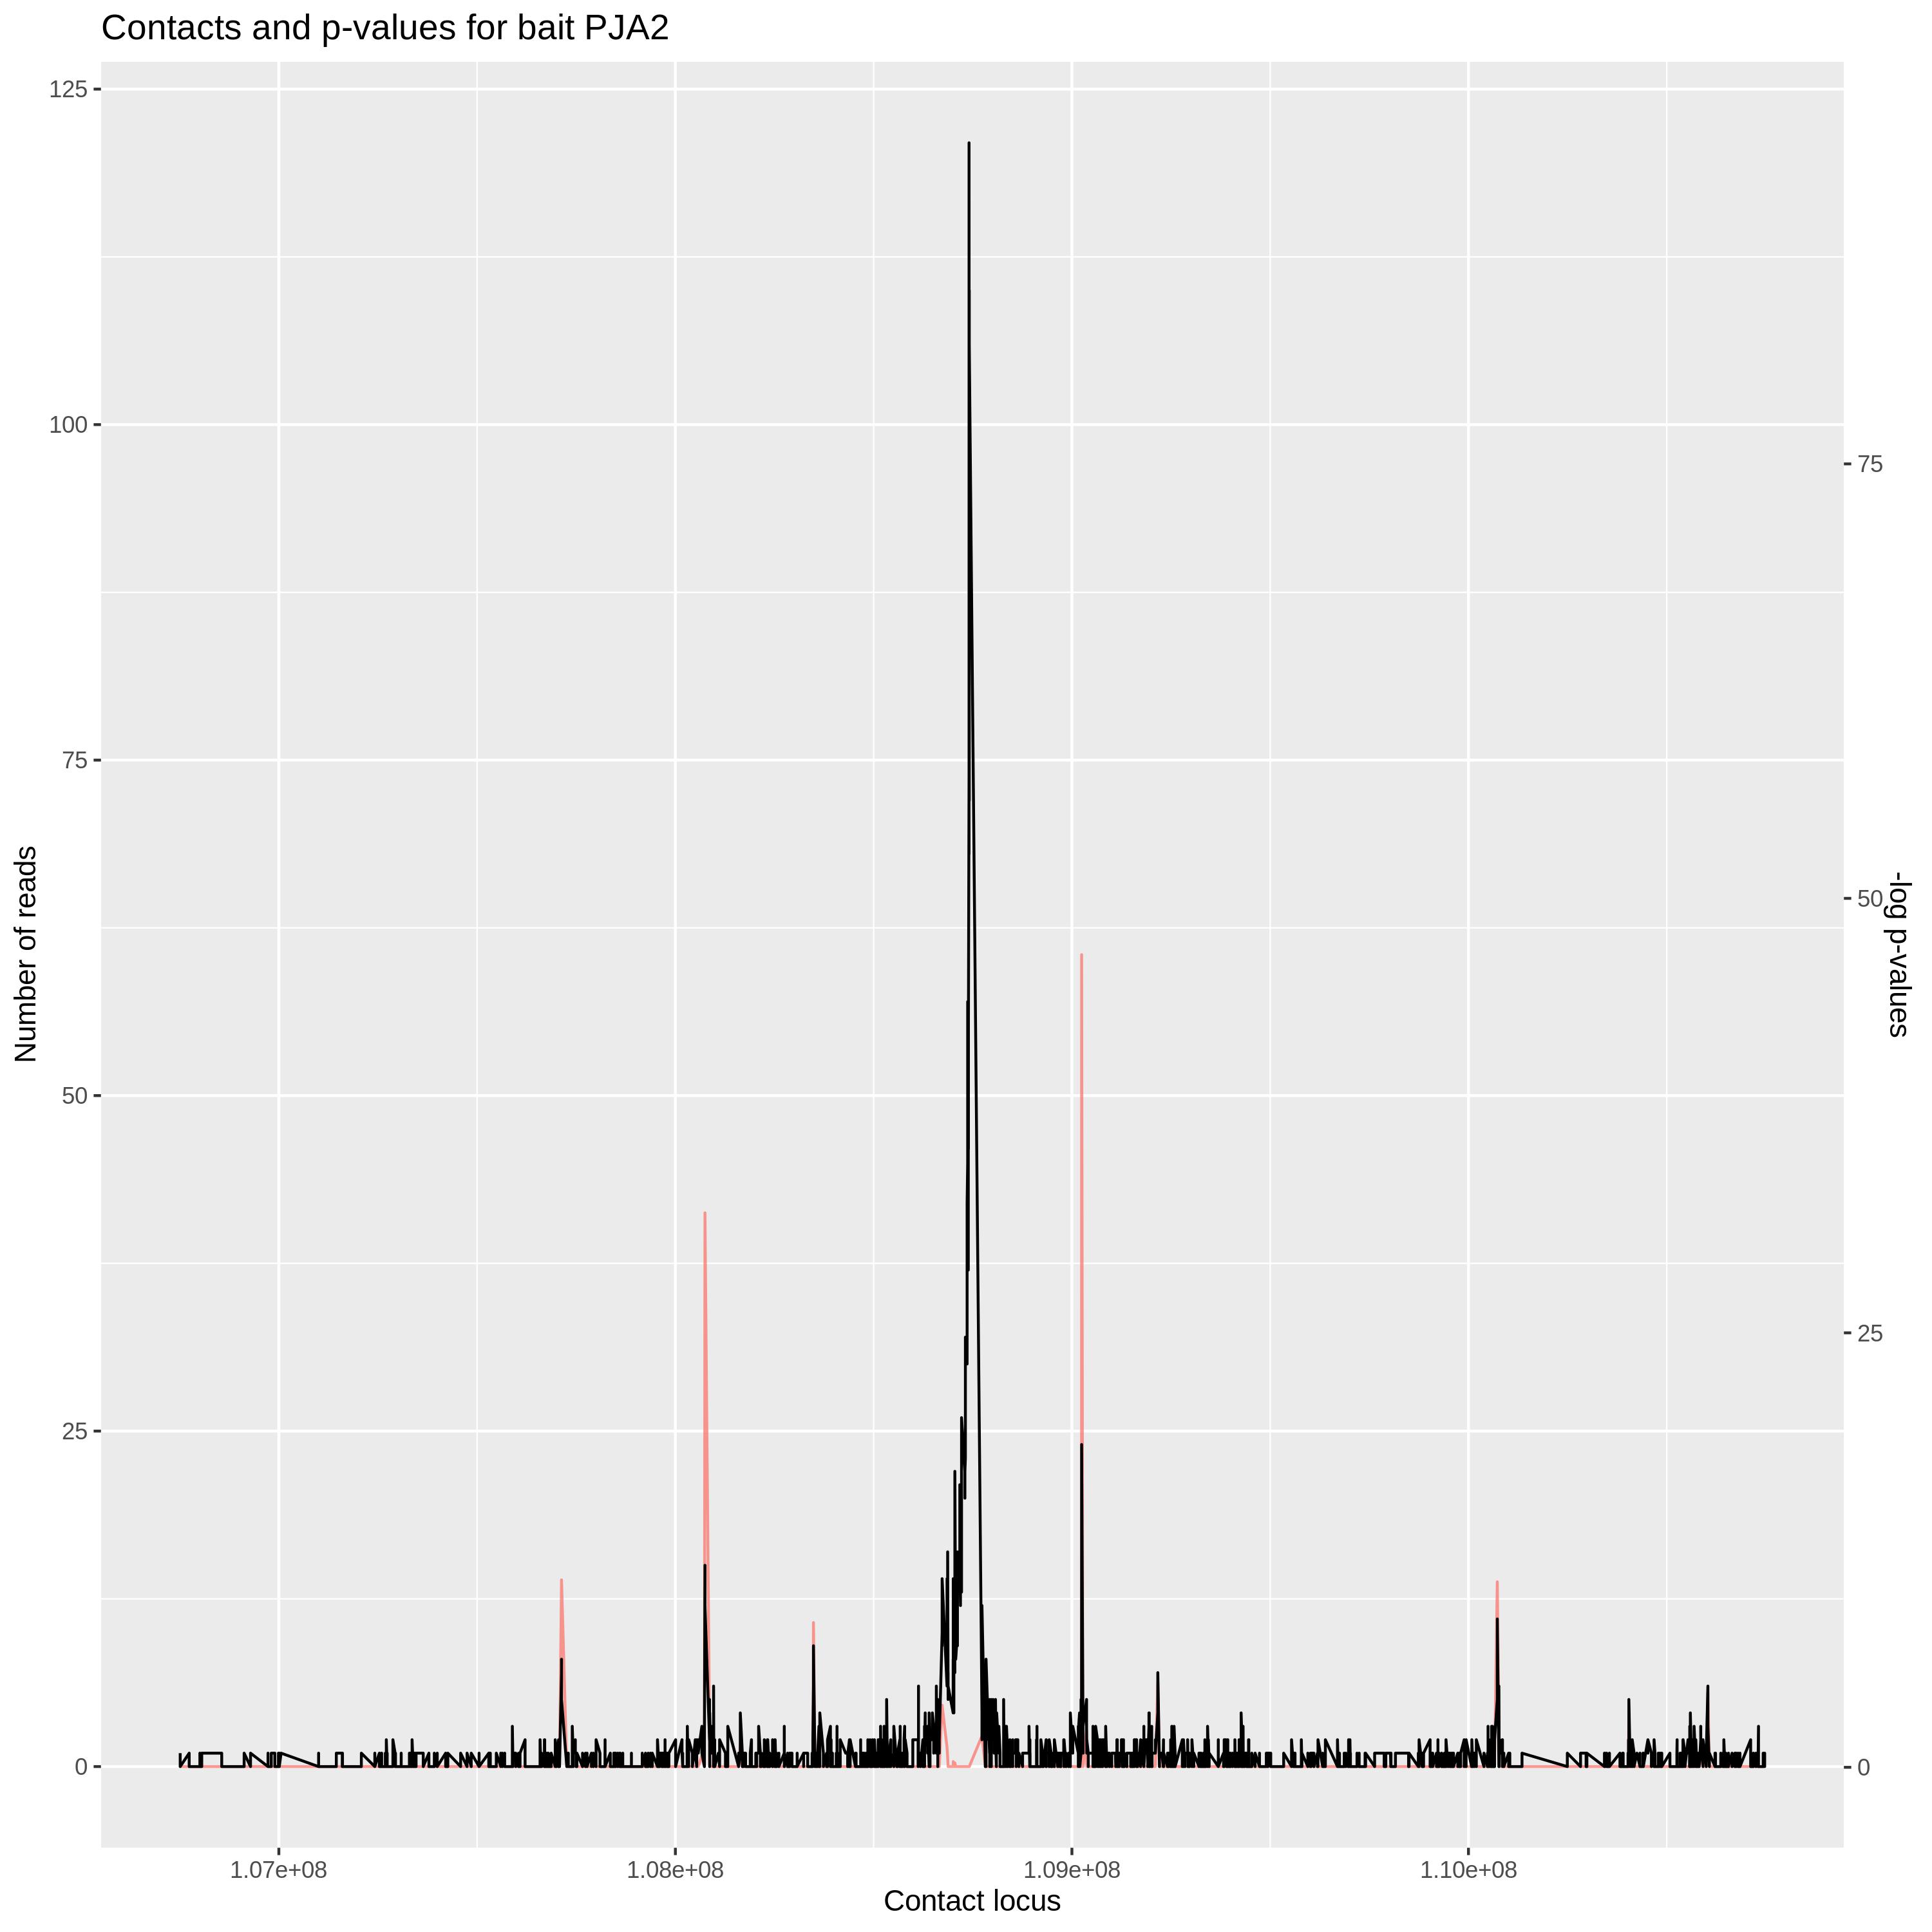 Contacts and p-values for bait PJA2
125
100
75
50
25
0
Number of reads
75
50
25
0
-log p-values
1.07e+08
1.08e+08
1.09e+08
1.10e+08
Contact locus